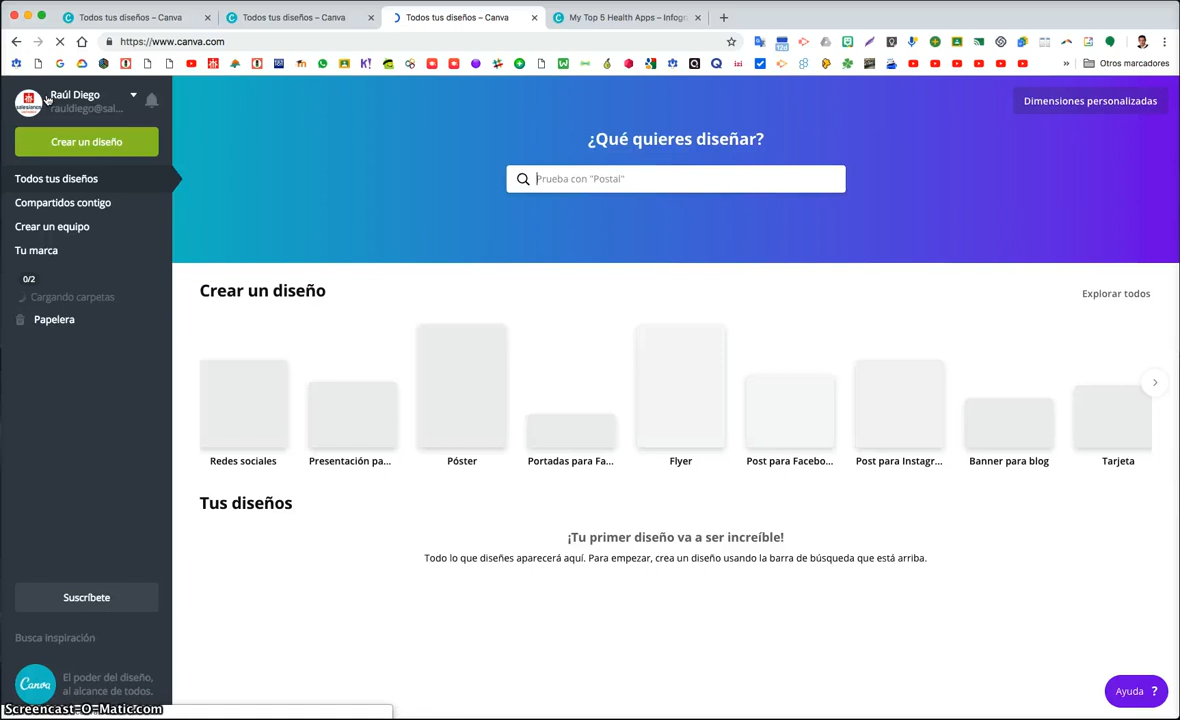 Todos tus diseños – Canva
Todos tus diseños – Canva
Todos tus diseños – Canva
My Top 5 Health Apps – Infogr
https://www.canva.com
12d
Otros marcadores
Raúl Diego
rauldiego@sal...
Crear un diseño
Todos tus diseños
Compartidos contigo
Crear un equipo
Tu marca
0/2
Cargando carpetas
Papelera
Suscríbete
Busca inspiración
Canva
El poder del diseño,
al alcance de todos.
Dimensiones personalizadas
¿Qué quieres diseñar?
Prueba con "Postal"
Crear un diseño
Explorar todos
Redes sociales
Presentación pa...
Póster
Portadas para Fa...
Flyer
Post para Facebo...
Post para Instagr...
Banner para blog
Tarjeta
Tus diseños
¡Tu primer diseño va a ser increíble!
Todo lo que diseñes aparecerá aquí. Para empezar, crea un diseño usando la barra de búsqueda que está arriba.
Ayuda ?
Screencast-O-Matic.com